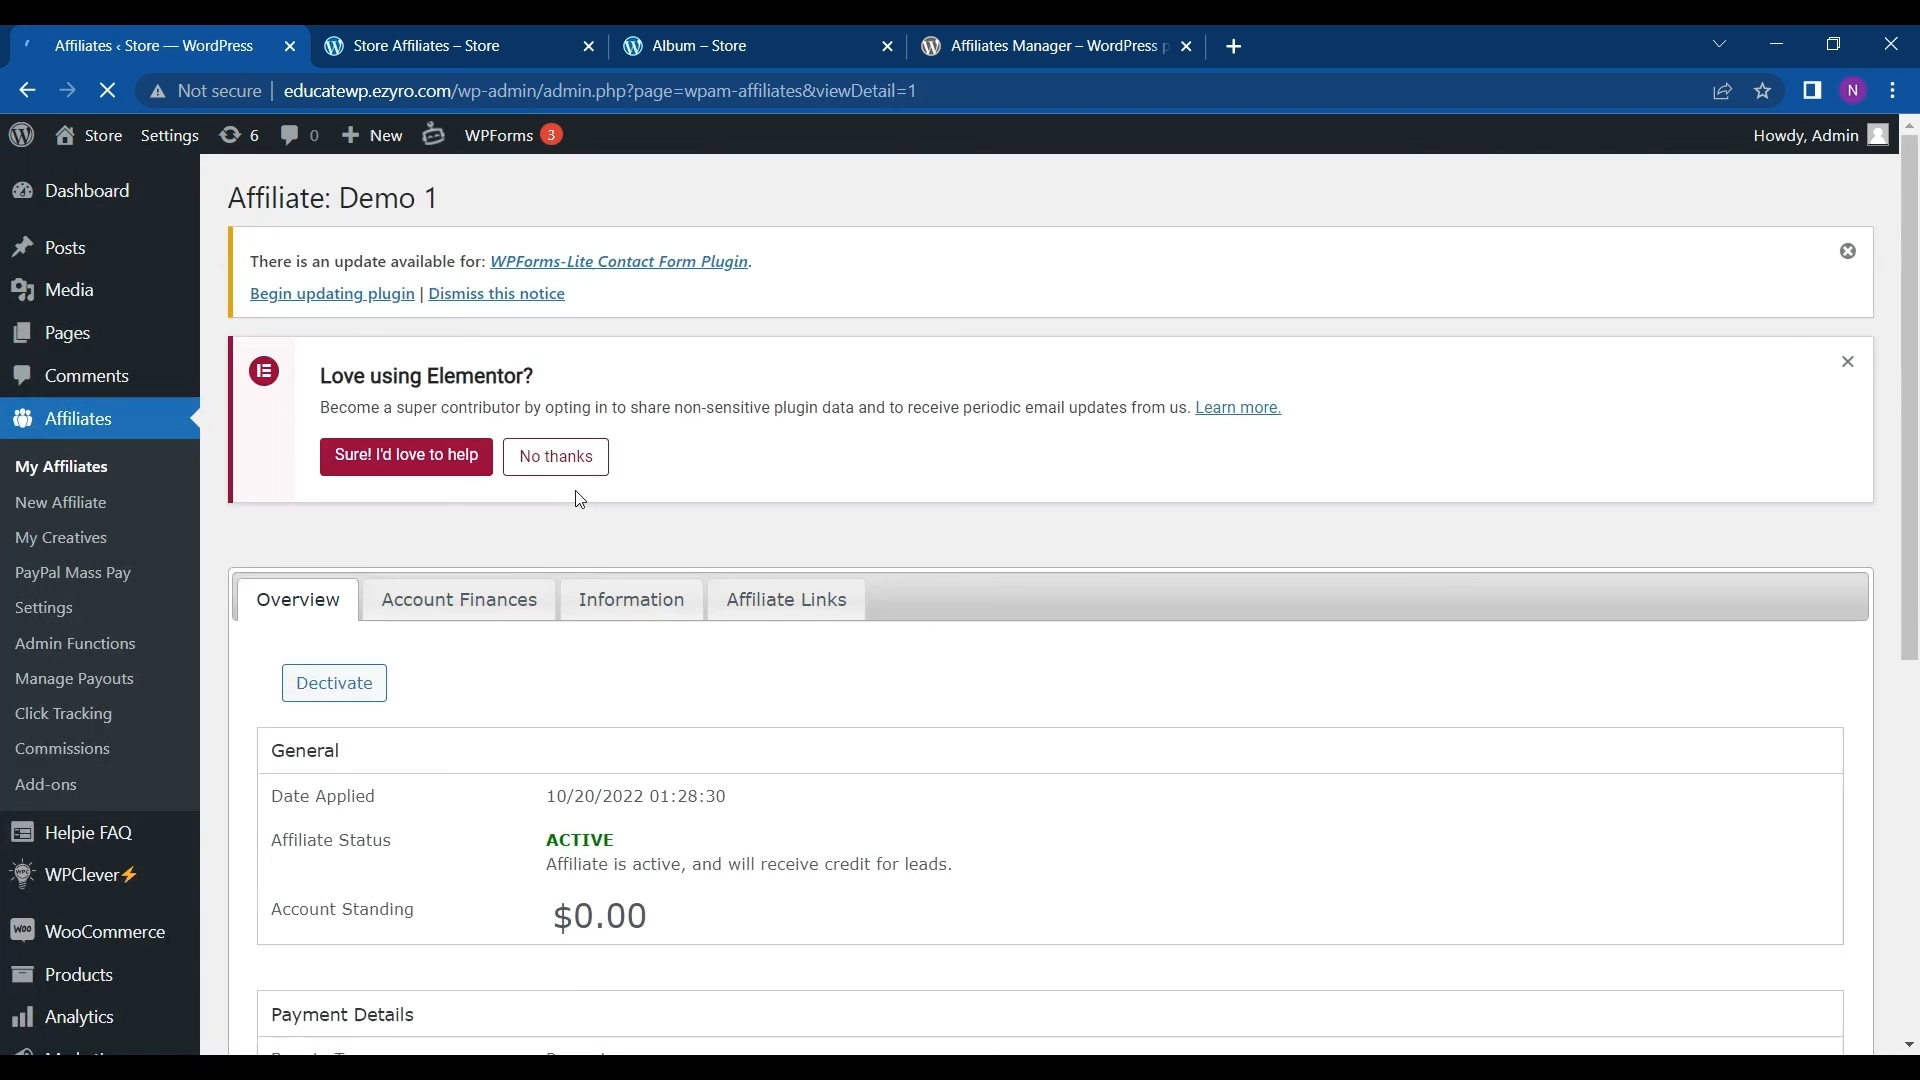 Affiliates ‹ Store — WordPress
Store Affiliates – Store
Album – Store
Affiliates Manager – WordPress p
Not secure
educatewp.ezyro.com/wp-admin/admin.php?page=wpam-affiliates&viewDetail=1
N
Store
Settings
6
0
New
WPForms 3
Howdy, Admin
Dashboard
Posts
Media
Pages
Comments
Affiliates
My Affiliates
New Affiliate
My Creatives
PayPal Mass Pay
Settings
Admin Functions
Manage Payouts
Click Tracking
Commissions
Add-ons
Helpie FAQ
WPClever⚡
WooCommerce
Products
Analytics
Affiliate: Demo 1
There is an update available for: WPForms-Lite Contact Form Plugin.
Begin updating plugin | Dismiss this notice
Love using Elementor?
Become a super contributor by opting in to share non-sensitive plugin data and to receive periodic email updates from us. Learn more.
Sure! I'd love to help
No thanks
Overview
Account Finances
Information
Affiliate Links
Dectivate
General
Date Applied 10/20/2022 01:28:30
Affiliate Status ACTIVE
Affiliate is active, and will receive credit for leads.
Account Standing $0.00
Payment Details